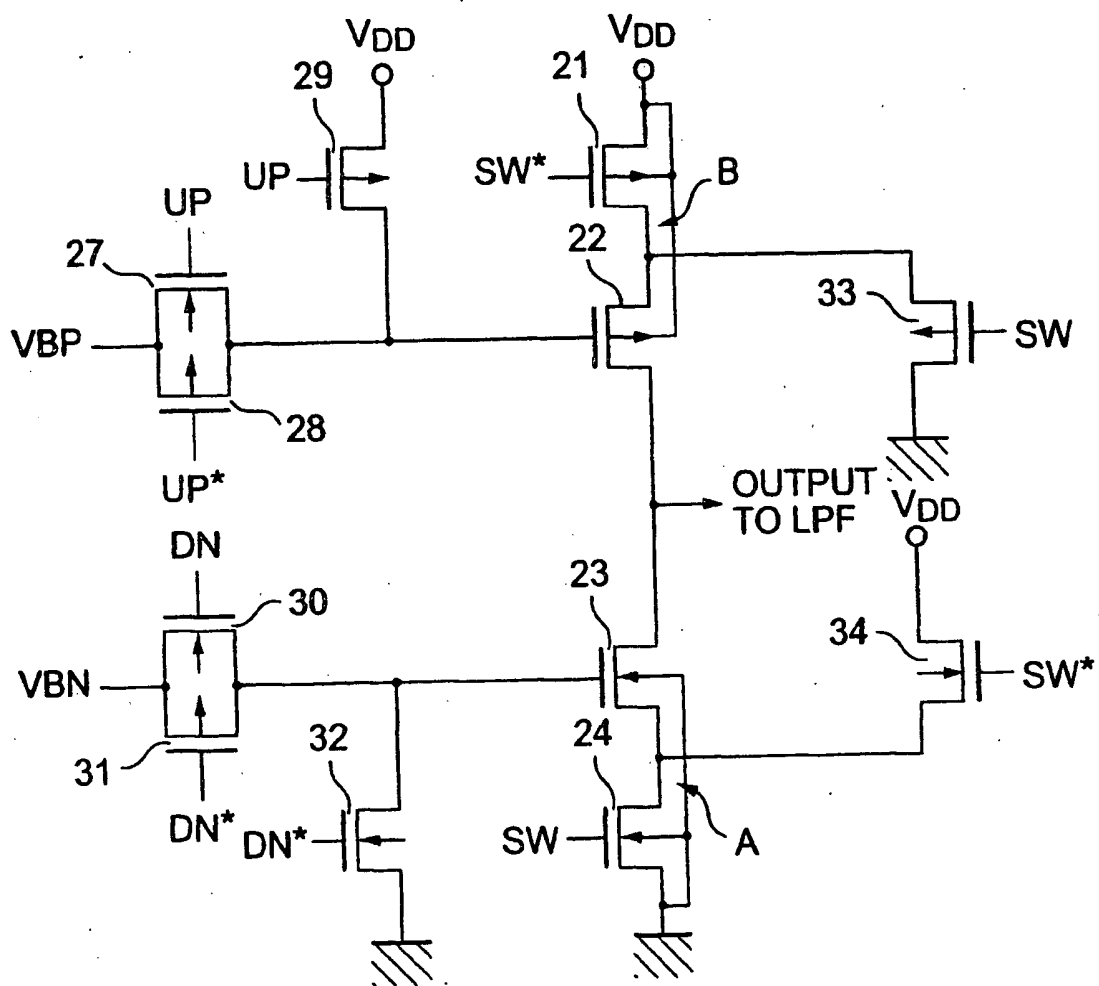 VDD
VDD
29
21
UP
SW*
B
UP
27
22
33
VBP
SW
28
UP*
OUTPUT
TO LPF
VDD
DN
23
30
34
VBN
SW*
32
24
31
DN*
DN*
SW
A